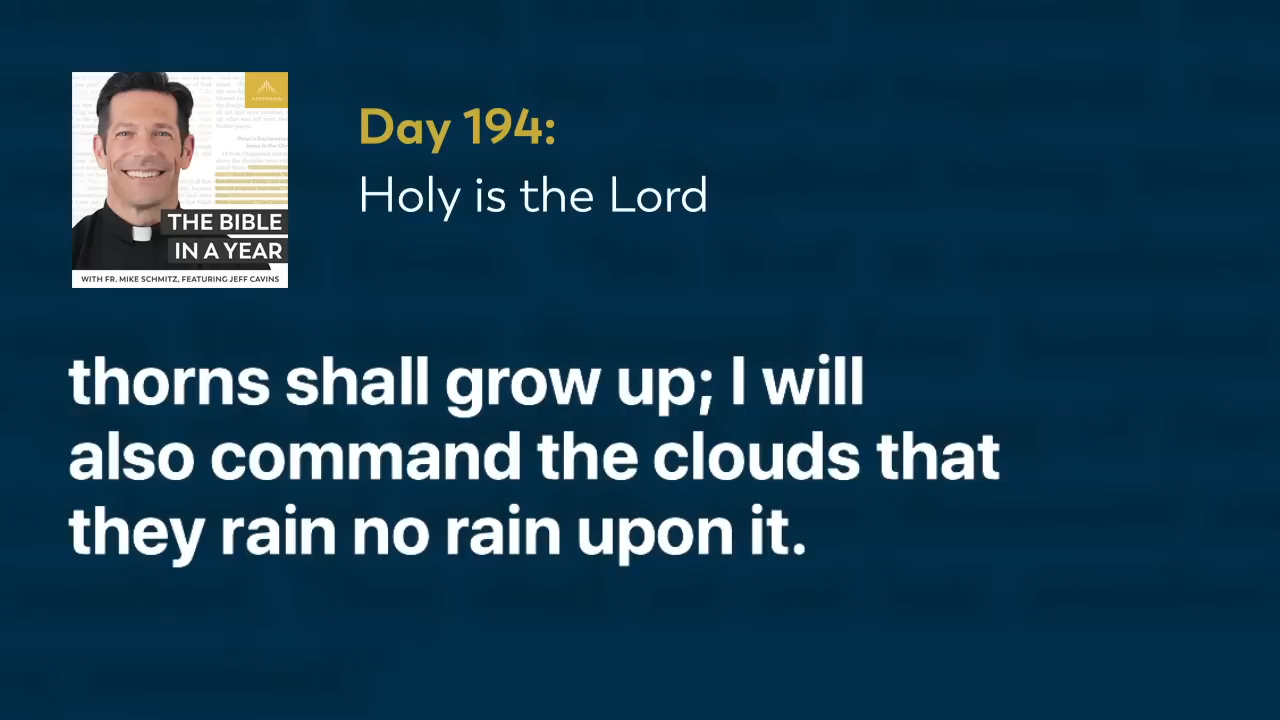 Day 194:
Holy is the Lord
ASCENSION
THE BIBLE
IN A YEAR
WITH FR. MIKE SCHMITZ, FEATURING JEFF CAVINS
thorns shall grow up; I will
also command the clouds that
they rain no rain upon it.